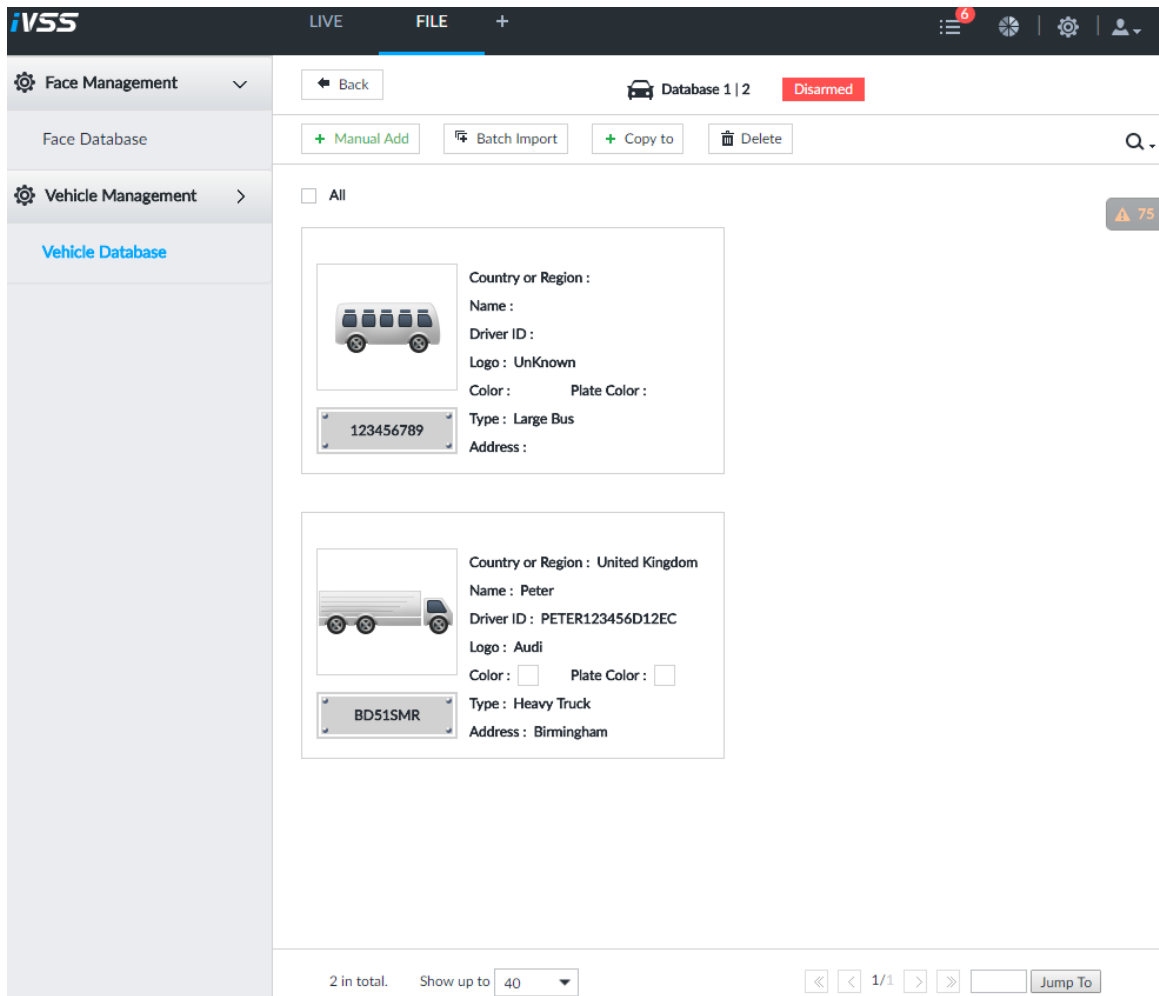 iVSS LIVE FILE + 6
Face Management
Face Database
Vehicle Management
Vehicle Database
Back Database 1 | 2 Disarmed
+ Manual Add Batch Import + Copy to Delete
All
75
Country or Region :
Name :
Driver ID :
Logo : UnKnown
Color : Plate Color :
Type : Large Bus
Address :
123456789
Country or Region : United Kingdom
Name : Peter
Driver ID : PETER123456D12EC
Logo : Audi
Color : Plate Color :
Type : Heavy Truck
Address : Birmingham
BD51SMR
2 in total. Show up to 40 1/1 Jump To